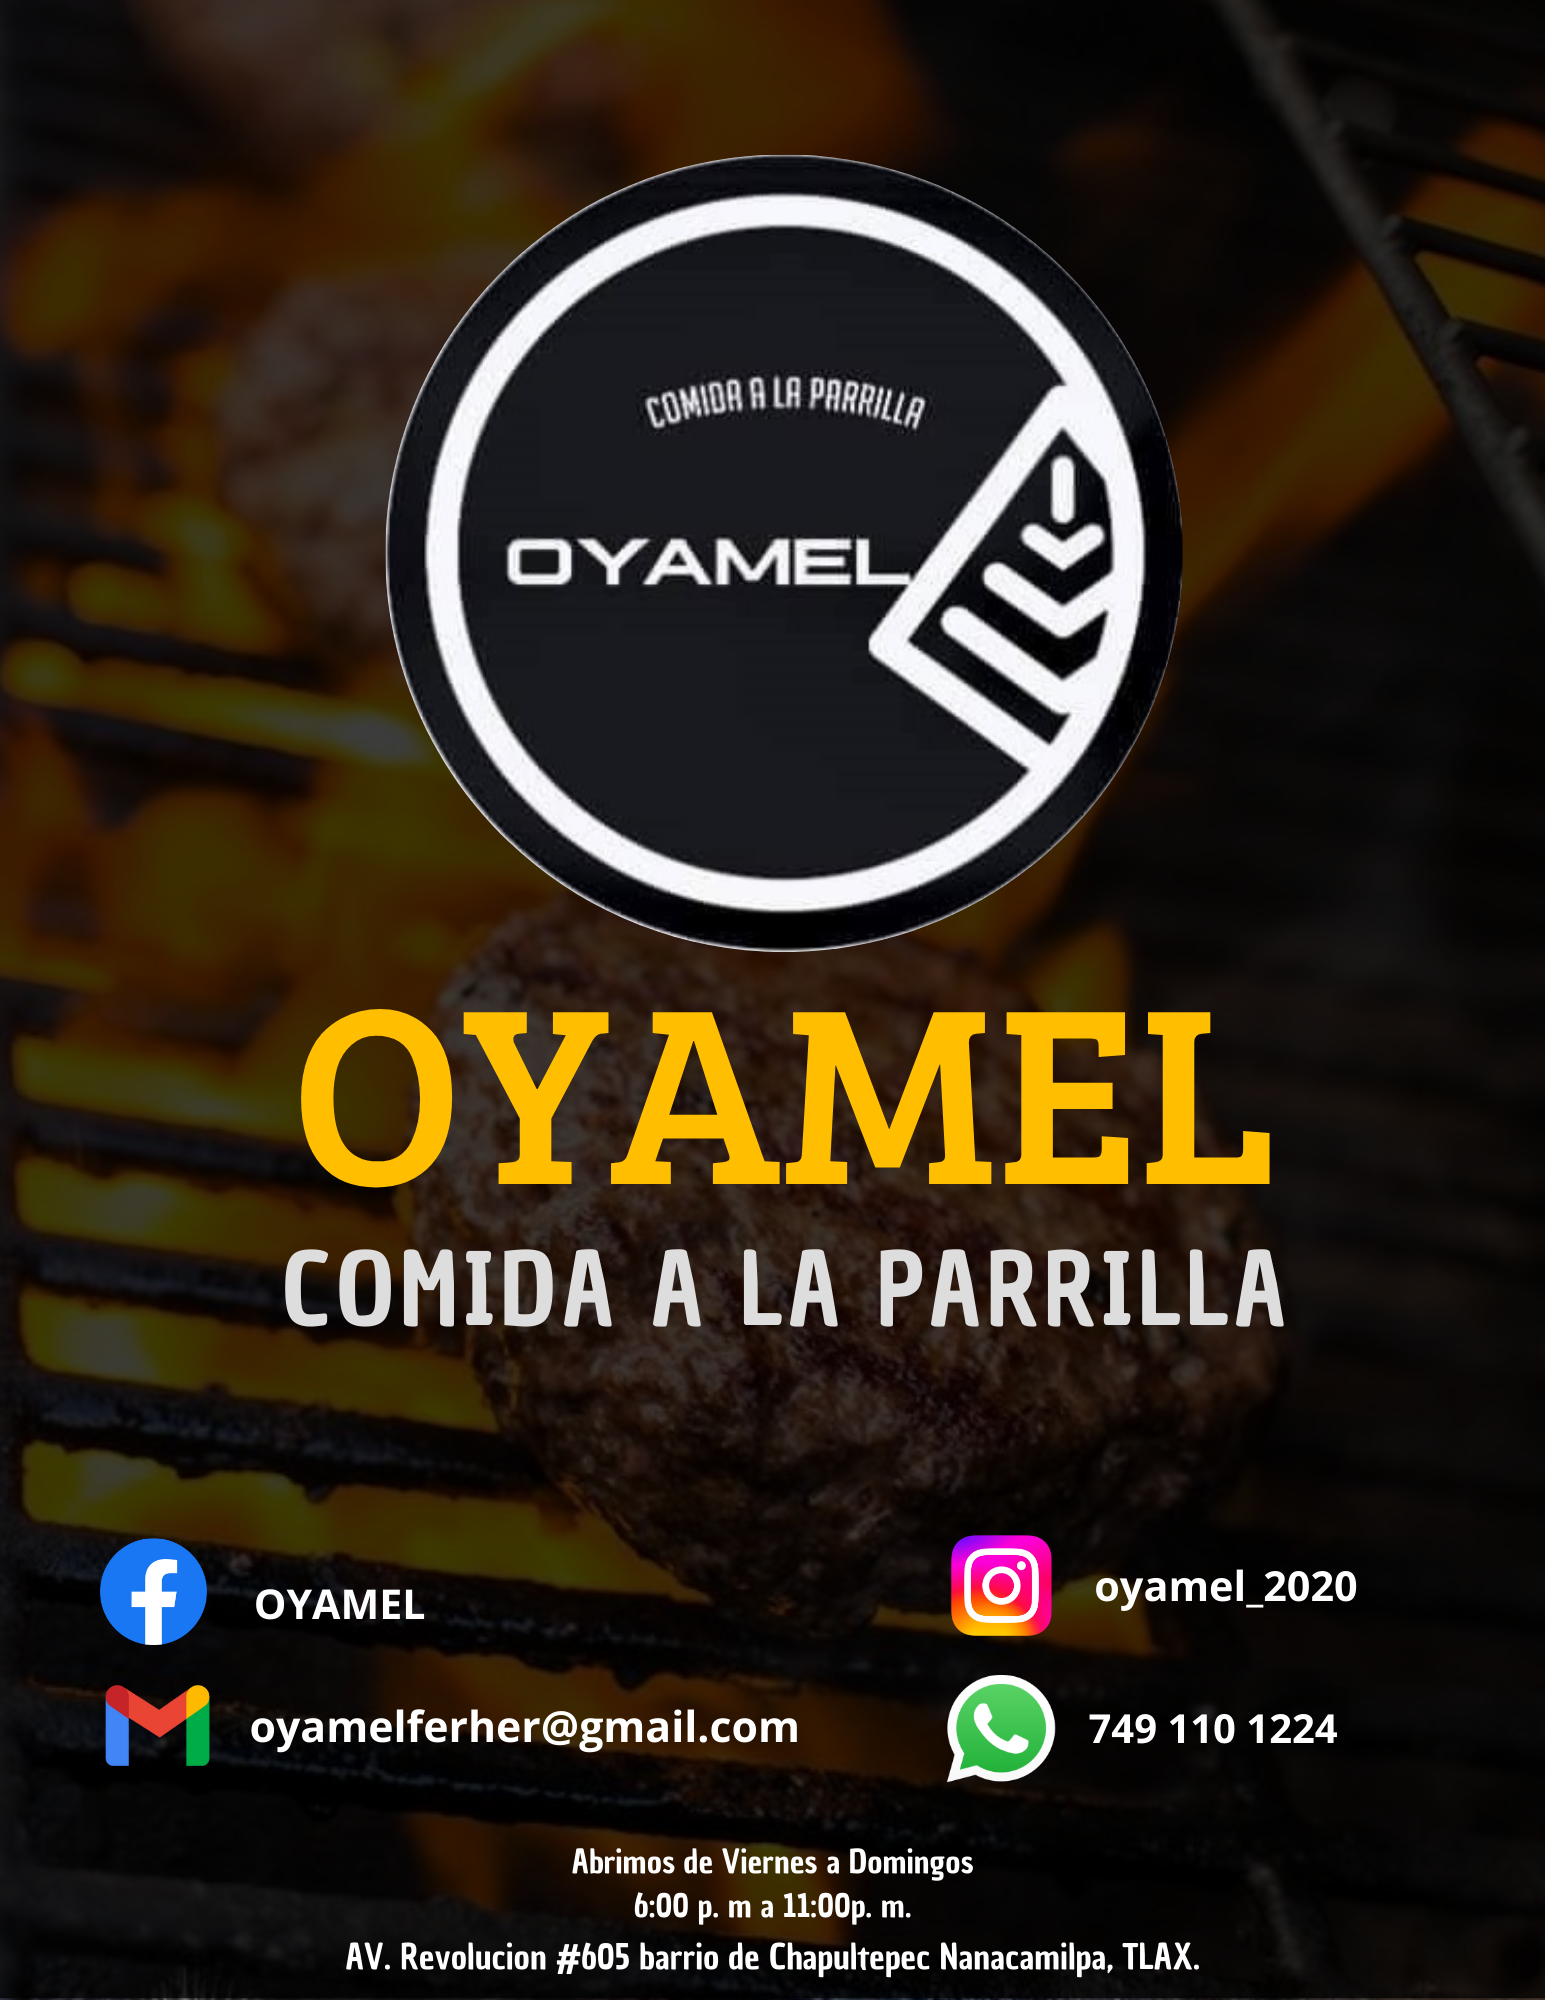 COMIDA A LA PARRILLA
OYAMEL
OYAMEL
COMIDA A LA PARRILLA
OYAMEL
oyamel_2020
oyamelferher@gmail.com
749 110 1224
Abrimos de Viernes a Domingos
6:00 p. m a 11:00p. m.
AV. Revolucion #605 barrio de Chapultepec Nanacamilpa, TLAX.